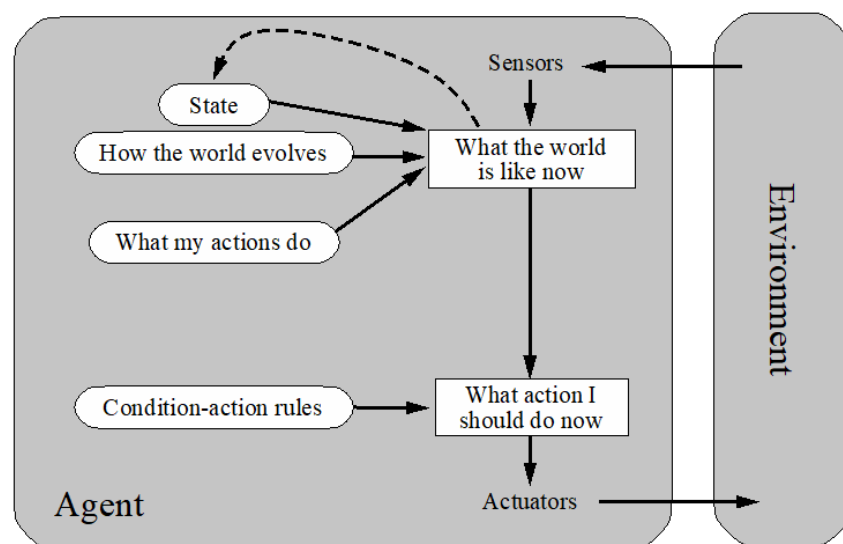 Sensors
State
How the world evolves
What the world
is like now
What my actions do
Environment
Condition-action rules
What action I
should do now
Agent
Actuators